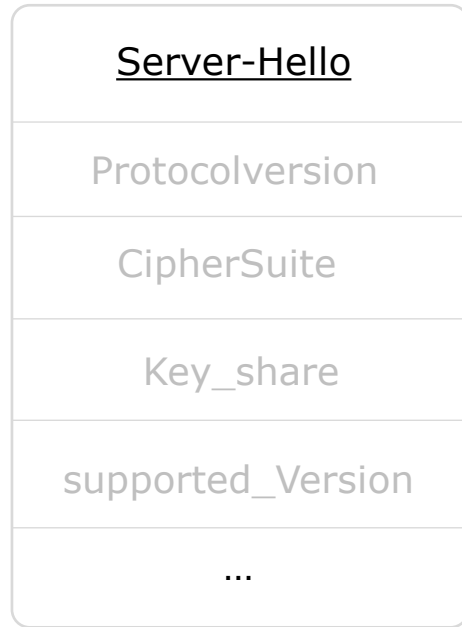 Server-Hello
Protocolversion
CipherSuite
Key_share
supported_Version
...